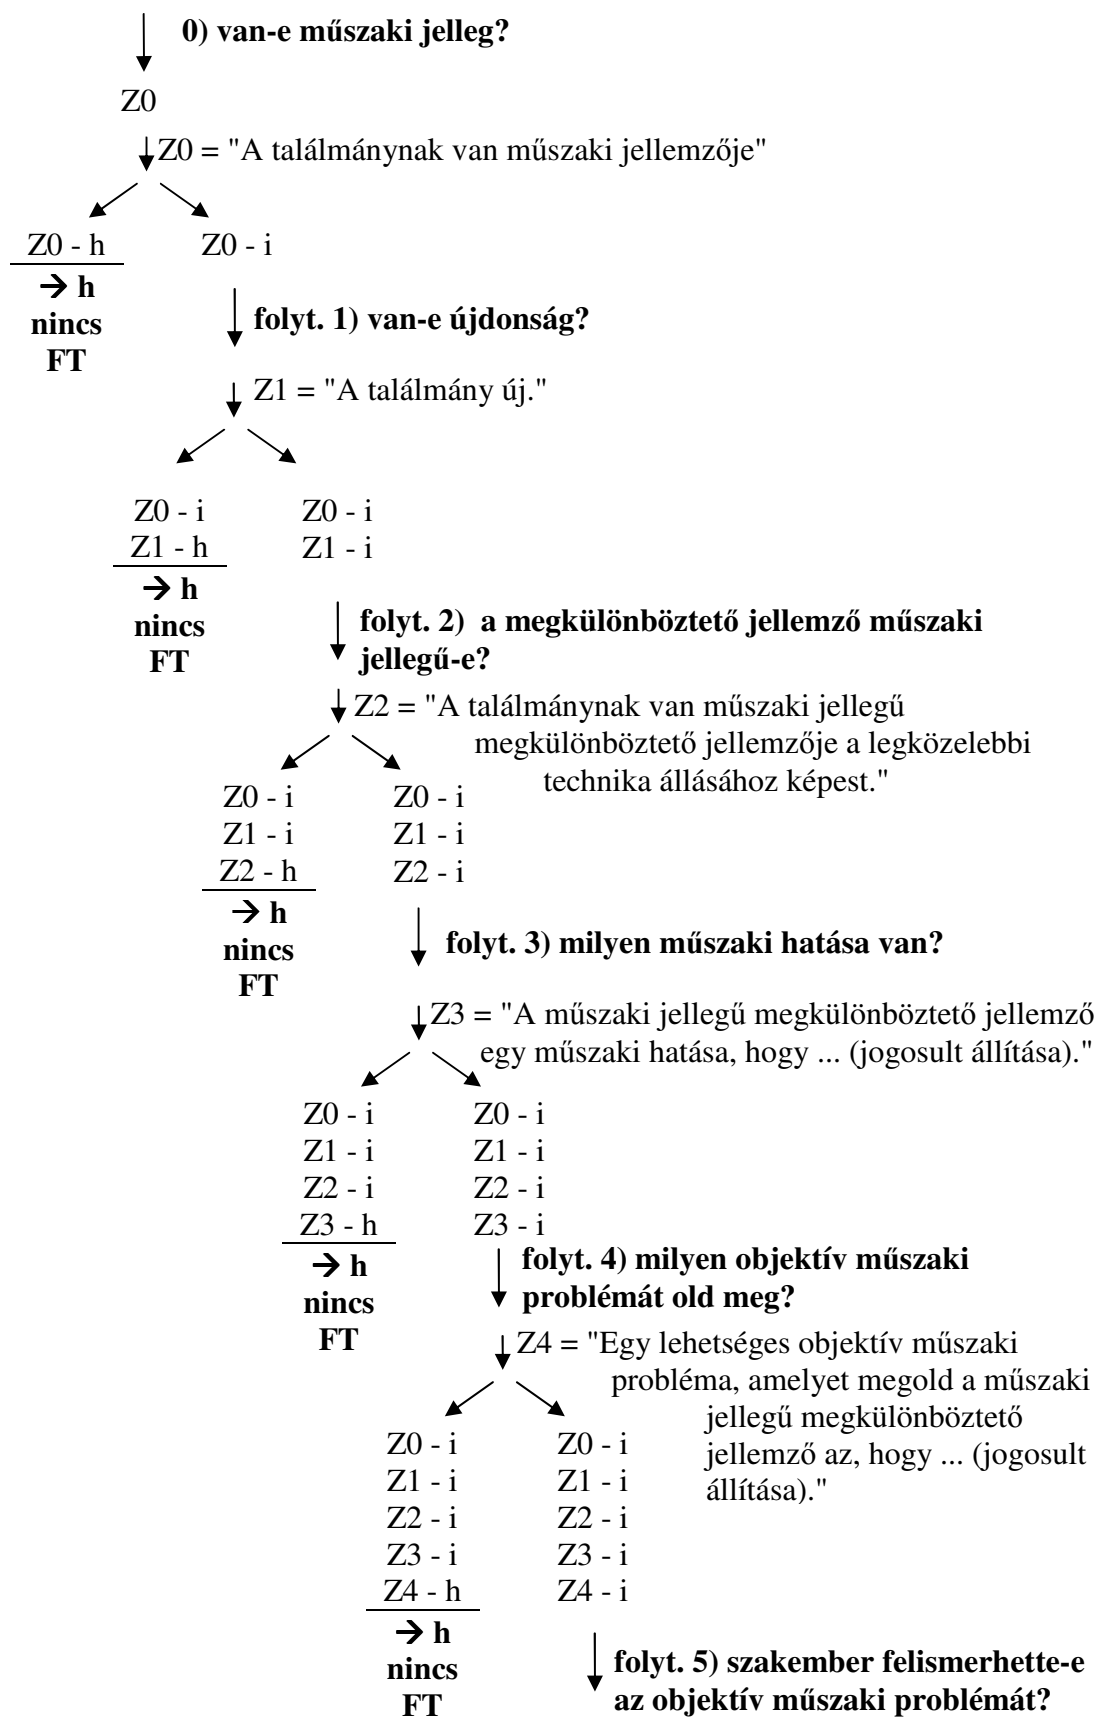 0) van-e műszaki jelleg?
Z0
Z0 = "A találmánynak van műszaki jellemzője"
Z0 - h Z0 - i
→ h
nincs
FT
folyt. 1) van-e újdonság?
Z1 = "A találmány új."
Z0 - i Z0 - i
Z1 - h Z1 - i
→ h
nincs
FT
folyt. 2) a megkülönböztető jellemző műszaki
jellegű-e?
Z2 = "A találmánynak van műszaki jellegű
megkülönböztető jellemzője a legközelebbi
technika állásához képest."
Z0 - i Z0 - i
Z1 - i Z1 - i
Z2 - h Z2 - i
→ h
nincs
FT
folyt. 3) milyen műszaki hatása van?
Z3 = "A műszaki jellegű megkülönböztető jellemző
egy műszaki hatása, hogy ... (jogosult állítása)."
Z0 - i Z0 - i
Z1 - i Z1 - i
Z2 - i Z2 - i
Z3 - h Z3 - i
→ h
nincs
FT
folyt. 4) milyen objektív műszaki
problémát old meg?
Z4 = "Egy lehetséges objektív műszaki
probléma, amelyet megold a műszaki
jellegű megkülönböztető
jellemző az, hogy ... (jogosult
állítása)."
Z0 - i Z0 - i
Z1 - i Z1 - i
Z2 - i Z2 - i
Z3 - i Z3 - i
Z4 - h Z4 - i
→ h
nincs
FT
folyt. 5) szakember felismerhette-e
az objektív műszaki problémát?